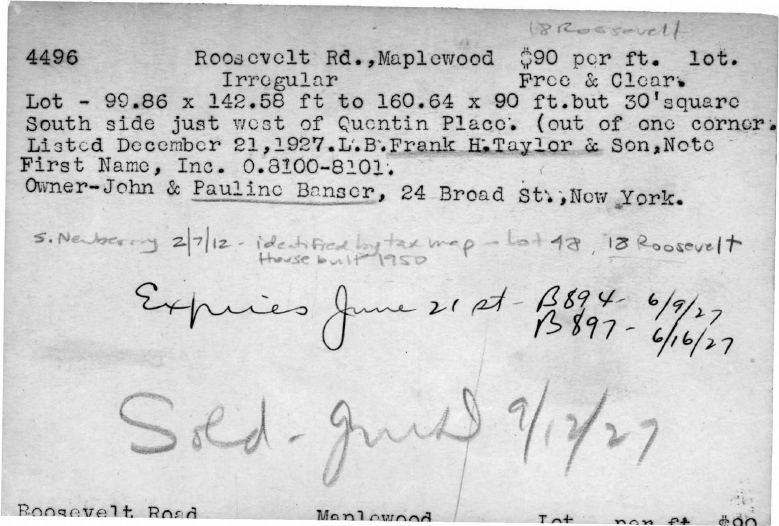 18 Roosevelt
4496 Roosevelt Rd.,Maplewood $90 per ft. lot.
Irregular Free & Clear.
Lot - 99.86 x 142.58 ft to 160.64 x 90 ft.but 30'square
South side just west of Quentin Place. (out of one corner.
Listed December 21,1927.L.B.Frank H.Taylor & Son,Note
First Name, Inc. O.8100-8101.
Owner-John & Pauline Banser, 24 Broad St.,New York.
S. Newberry 2/7/12 - identified by tax map - Lot 48, 18 Roosevelt
House built 1950
Expries June 21 st - B894 - 6/9/27
B897 - 6/16/27
Sold - 9/12/27
Roosevelt Road Maplewood Lot per ft. $90